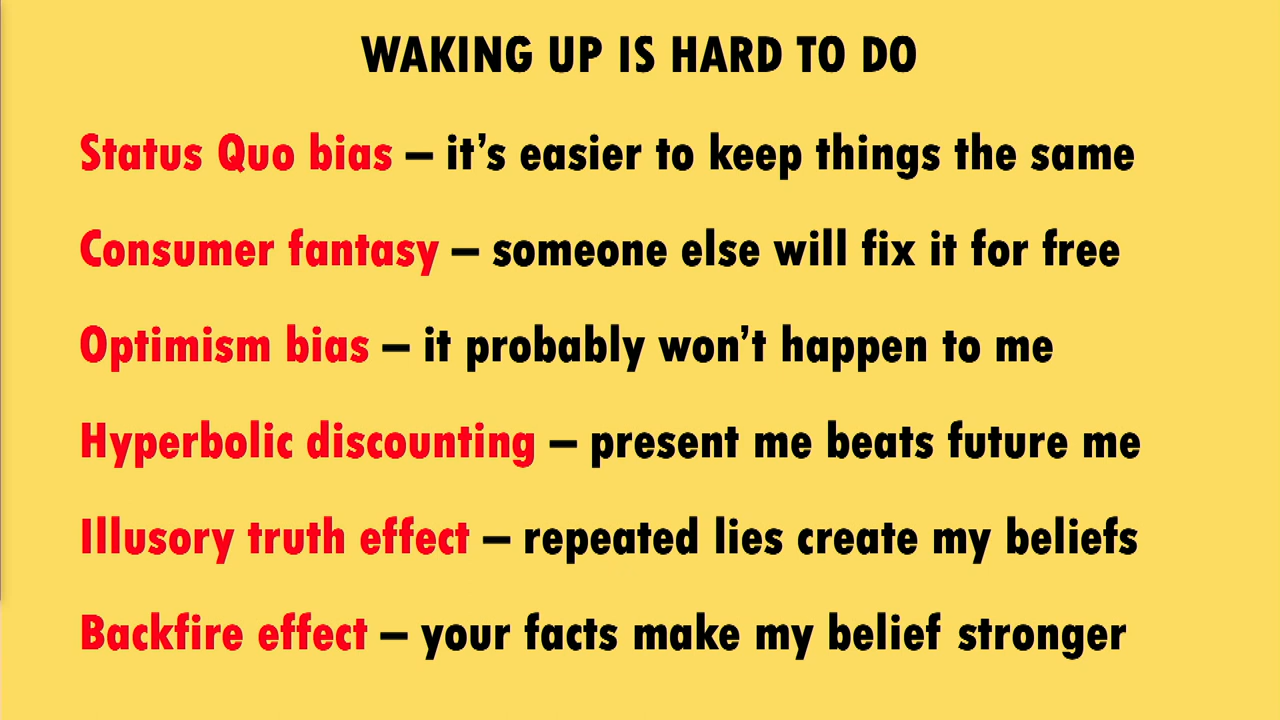 WAKING UP IS HARD TO DO
Status Quo bias – it’s easier to keep things the same
Consumer fantasy – someone else will fix it for free
Optimism bias – it probably won’t happen to me
Hyperbolic discounting – present me beats future me
Illusory truth effect – repeated lies create my beliefs
Backfire effect – your facts make my belief stronger